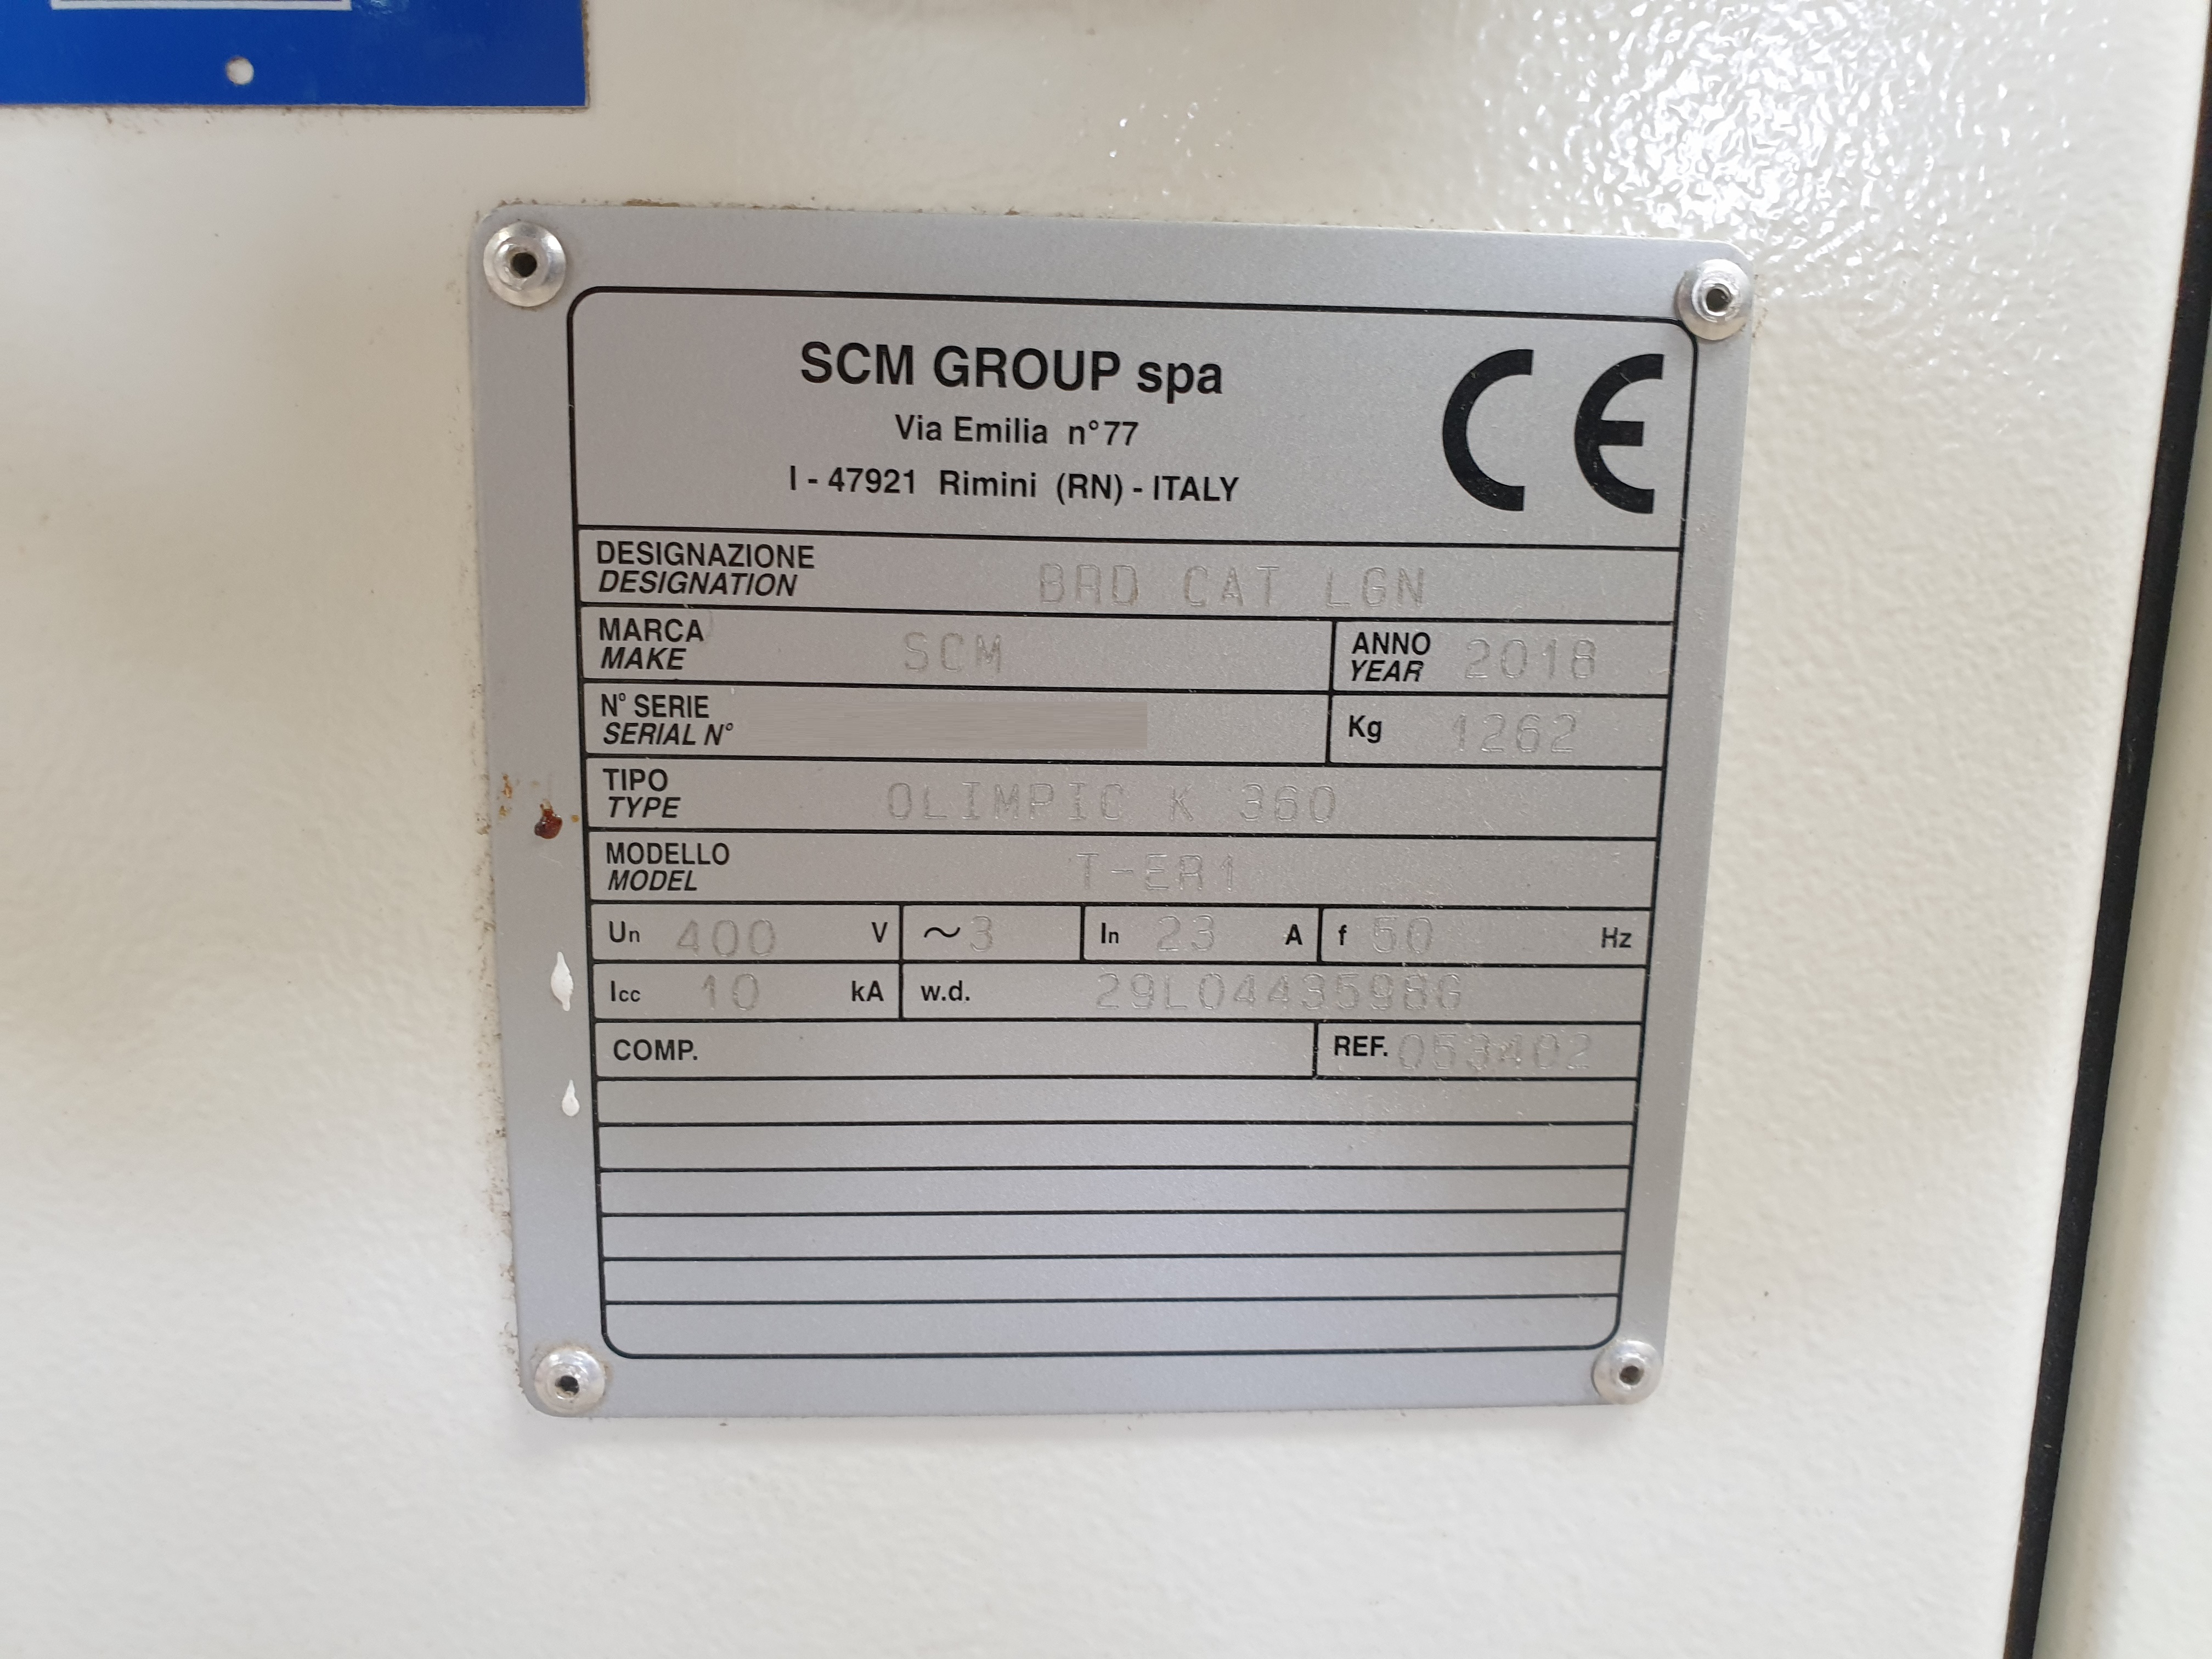 SCM GROUP spa
Via Emilia n°77
I - 47921 Rimini (RN) - ITALY
CE
DESIGNAZIONE
DESIGNATION
BRD CAT LGN
MARCA
MAKE
SCM
ANNO
YEAR
2018
N° SERIE
SERIAL N°
Kg 1262
TIPO
TYPE
OLIMPIC K 360
MODELLO
MODEL
T-ER1
Un 400 V ~3 In 23 A f 50 Hz
Icc 10 kA w.d. 29L0443598G
COMP. REF. 053402